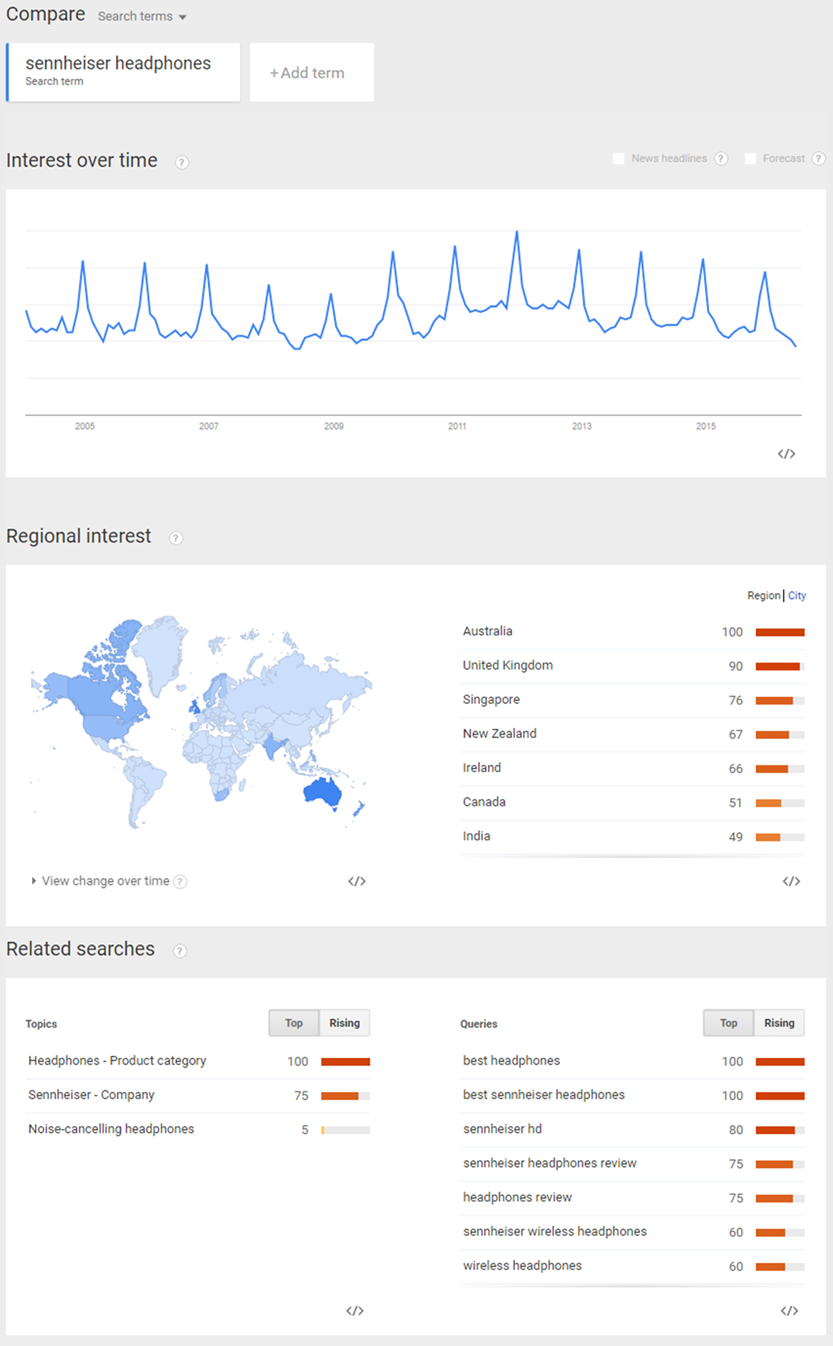 Compare Search terms
sennheiser headphones
Search term
+Add term
Interest over time ?
News headlines ? Forecast ?
2005 2007 2009 2011 2013 2015
</>
Regional interest ?
Region | City
Australia 100
United Kingdom 90
Singapore 76
New Zealand 67
Ireland 66
Canada 51
India 49
View change over time ? </>
</>
Related searches ?
Topics Top Rising
Headphones - Product category 100
Sennheiser - Company 75
Noise-cancelling headphones 5
</>
Queries Top Rising
best headphones 100
best sennheiser headphones 100
sennheiser hd 80
sennheiser headphones review 75
headphones review 75
sennheiser wireless headphones 60
wireless headphones 60
</>